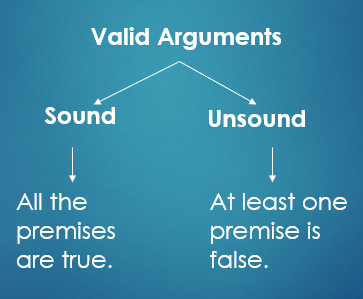 Valid Arguments
Sound
Unsound
All the
premises
are true.
At least one
premise is
false.